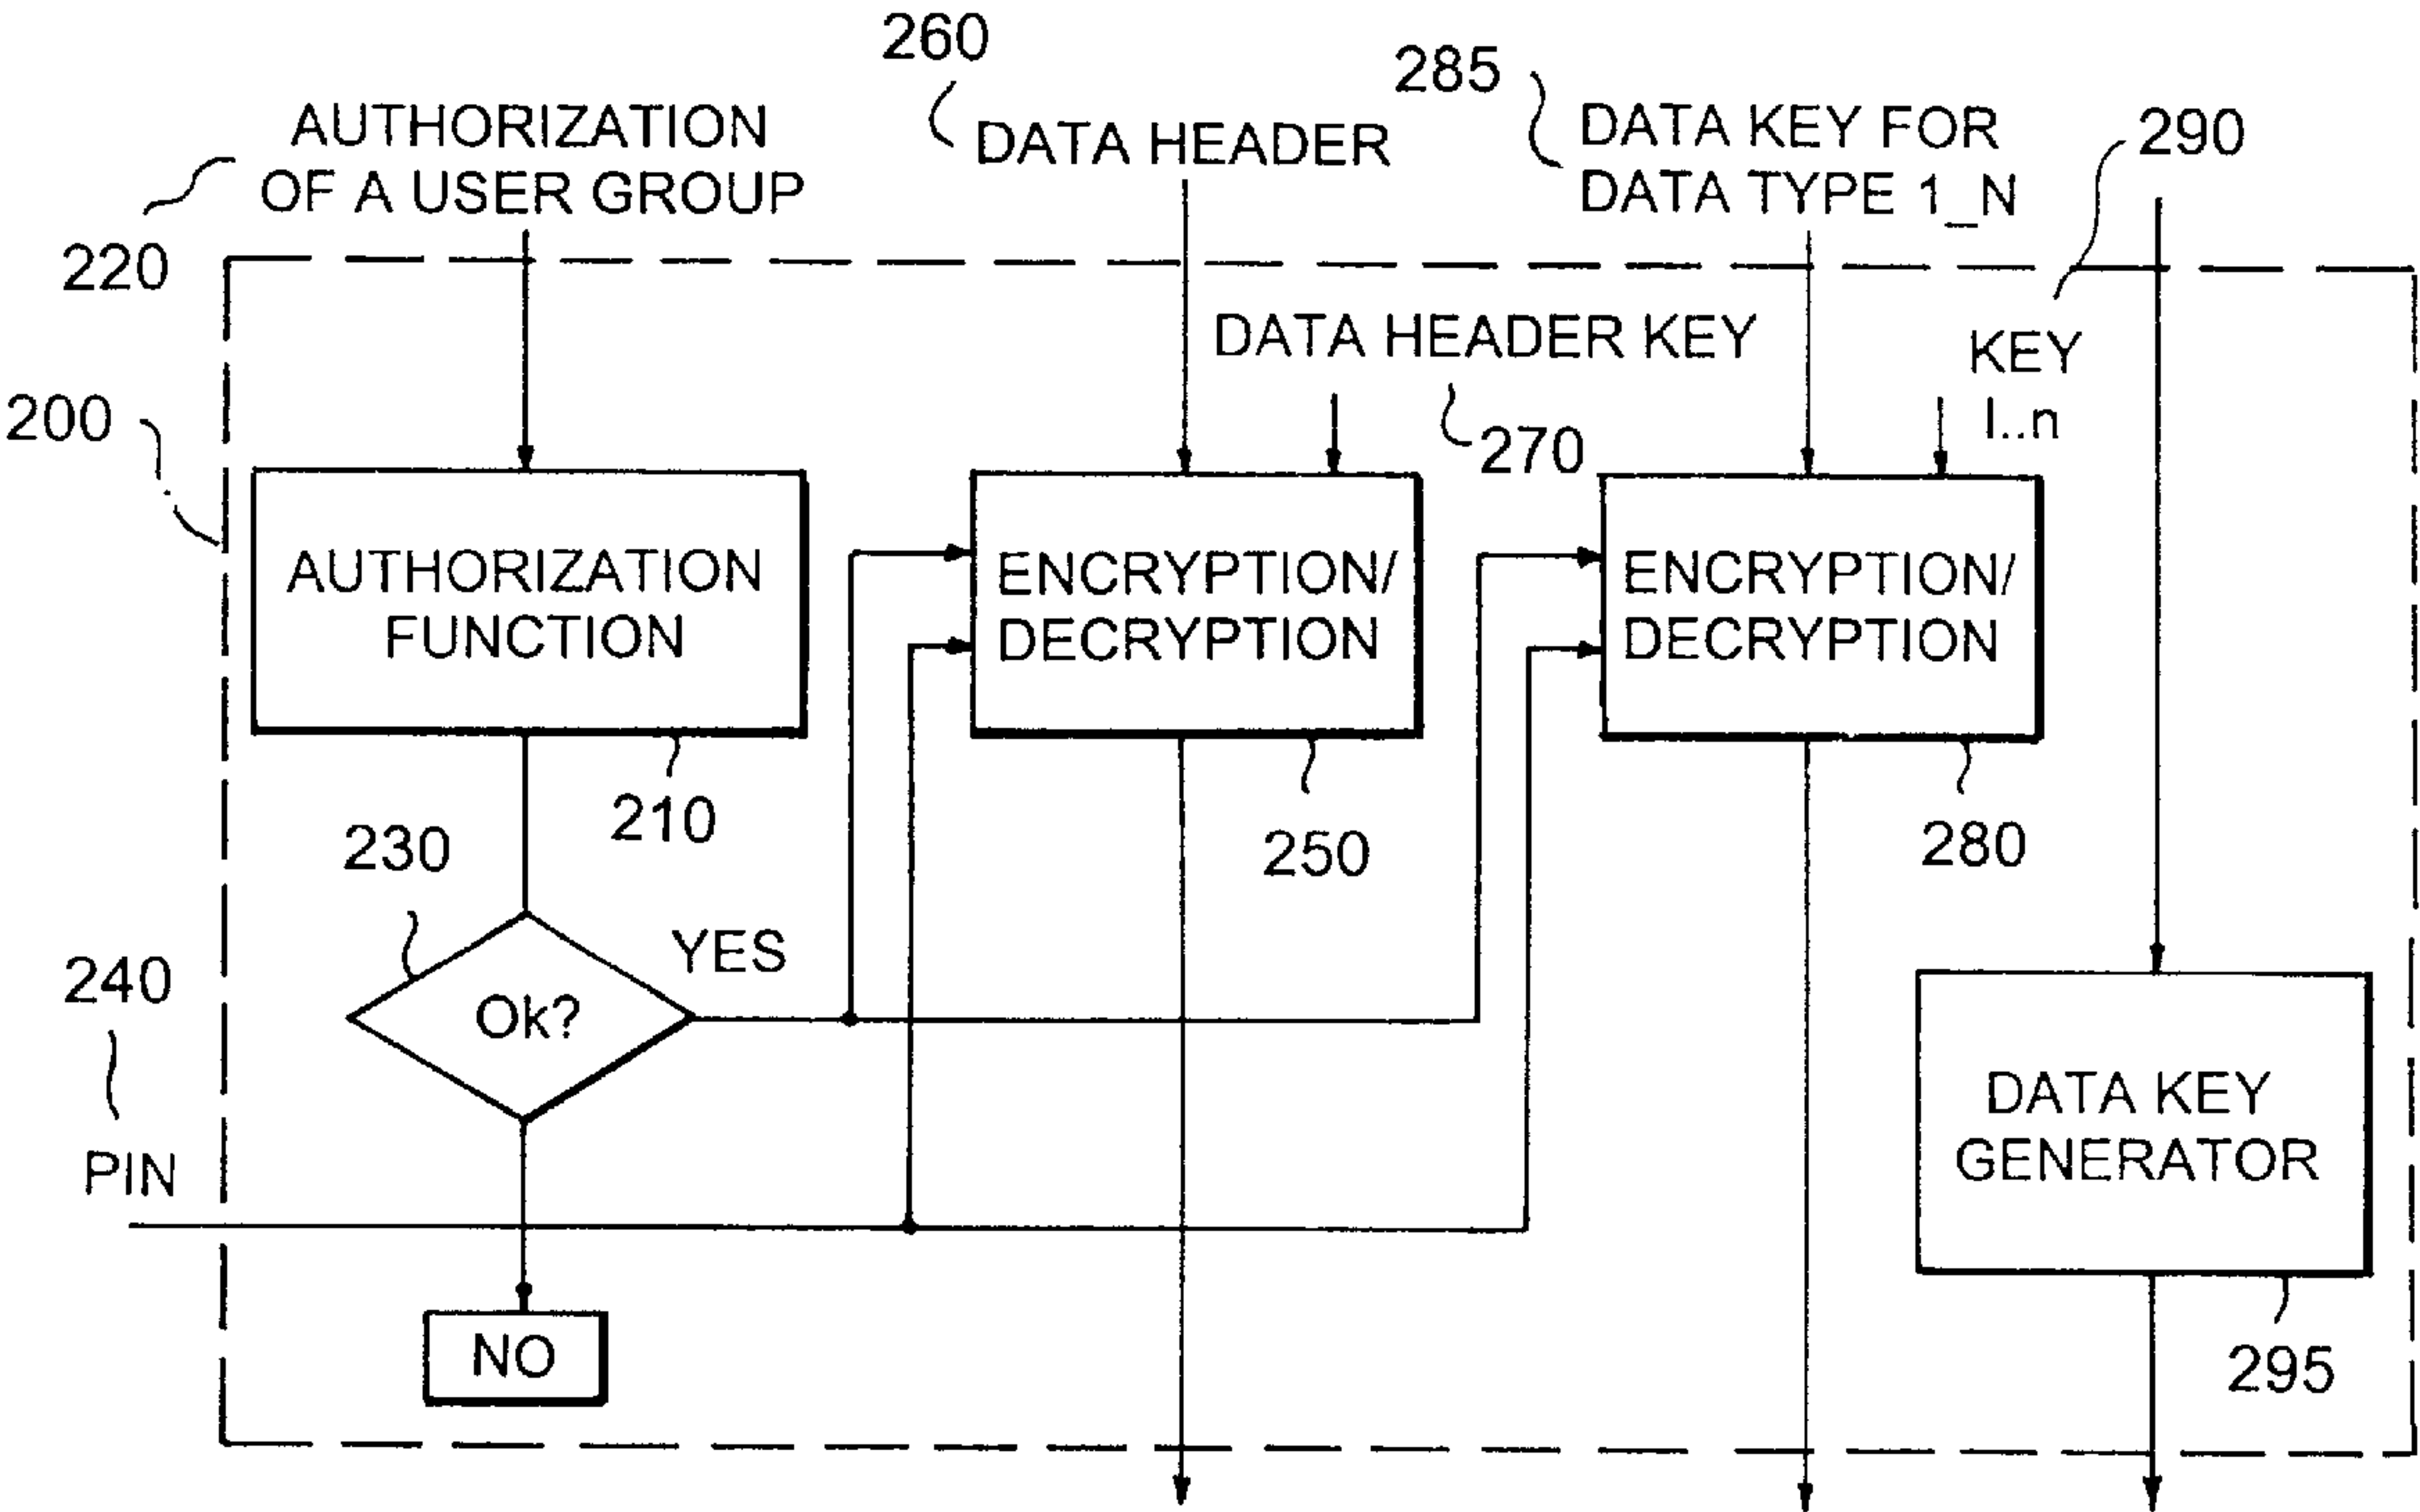 260
285
AUTHORIZATION
OF A USER GROUP
DATA HEADER
DATA KEY FOR
DATA TYPE 1_N
290
220
DATA HEADER KEY
KEY
I..n
200
270
AUTHORIZATION
FUNCTION
ENCRYPTION/
DECRYPTION
ENCRYPTION/
DECRYPTION
210
250
280
230
YES
240
Ok?
PIN
DATA KEY
GENERATOR
NO
295